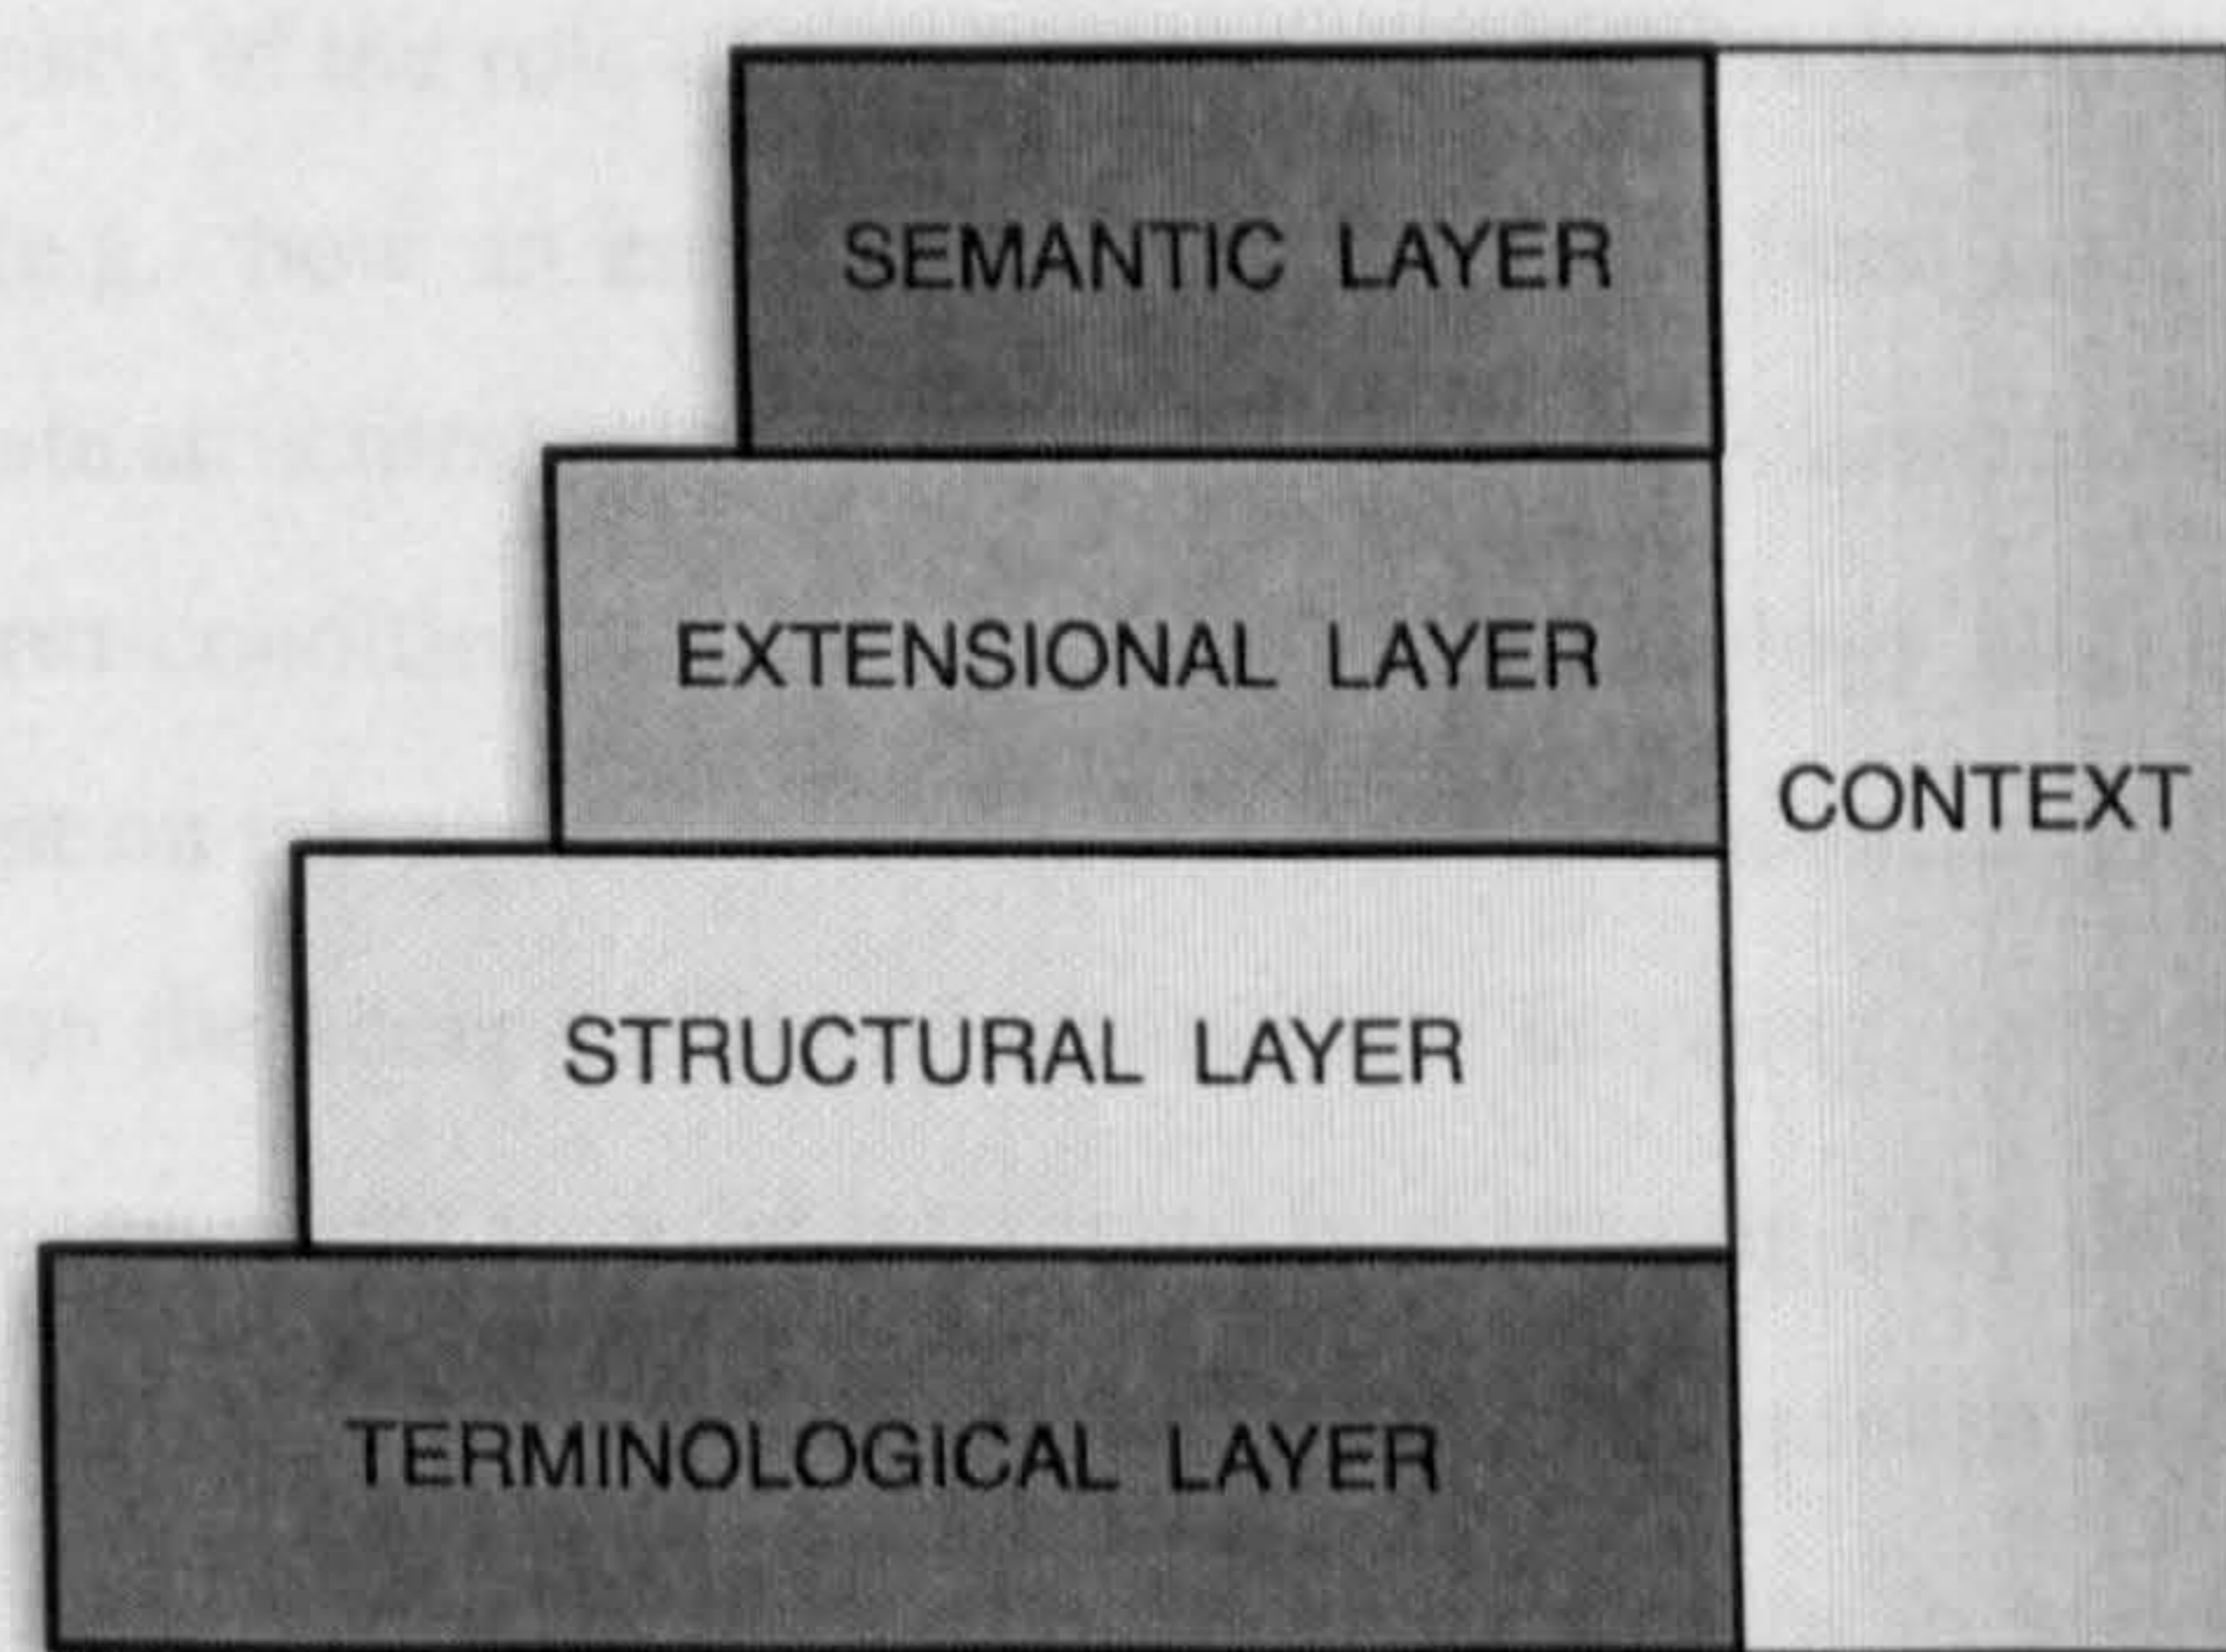 SEMANTIC LAYER
EXTENSIONAL LAYER
CONTEXT
STRUCTURAL LAYER
TERMINOLOGICAL LAYER